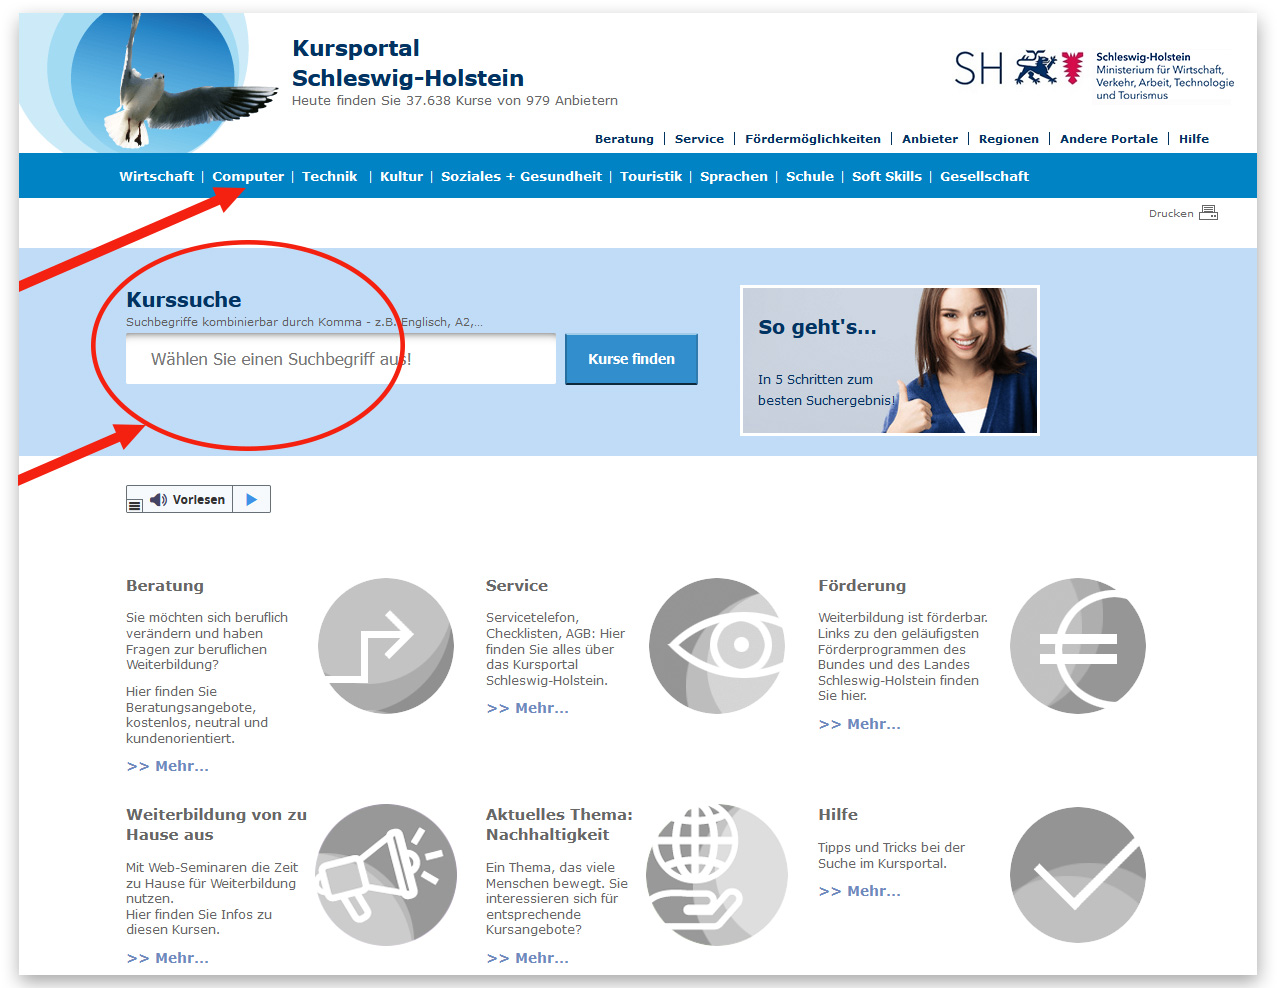 Kursportal
Schleswig-Holstein
Heute finden Sie 37.638 Kurse von 979 Anbietern
SH
Schleswig-Holstein
Ministerium für Wirtschaft,
Verkehr, Arbeit, Technologie
und Tourismus
Beratung | Service | Fördermöglichkeiten | Anbieter | Regionen | Andere Portale | Hilfe
Wirtschaft | Computer | Technik | Kultur | Soziales + Gesundheit | Touristik | Sprachen | Schule | Soft Skills | Gesellschaft
Drucken
Kurssuche
Suchbegriffe kombinierbar durch Komma - z.B. Englisch, A2,...
Wählen Sie einen Suchbegriff aus!
Kurse finden
So geht's...
In 5 Schritten zum
besten Suchergebnis!
Vorlesen
Beratung
Sie möchten sich beruflich
verändern und haben
Fragen zur beruflichen
Weiterbildung?
Hier finden Sie
Beratungsangebote,
kostenlos, neutral und
kundenorientiert.
>> Mehr...
Service
Servicetelefon,
Checklisten, AGB: Hier
finden Sie alles über
das Kursportal
Schleswig-Holstein.
>> Mehr...
Förderung
Weiterbildung ist förderbar.
Links zu den geläufigsten
Förderprogrammen des
Bundes und des Landes
Schleswig-Holstein finden
Sie hier.
>> Mehr...
Weiterbildung von zu
Hause aus
Mit Web-Seminaren die Zeit
zu Hause für Weiterbildung
nutzen.
Hier finden Sie Infos zu
diesen Kursen.
>> Mehr...
Aktuelles Thema:
Nachhaltigkeit
Ein Thema, das viele
Menschen bewegt. Sie
interessieren sich für
entsprechende
Kursangebote?
>> Mehr...
Hilfe
Tipps und Tricks bei der
Suche im Kursportal.
>> Mehr...